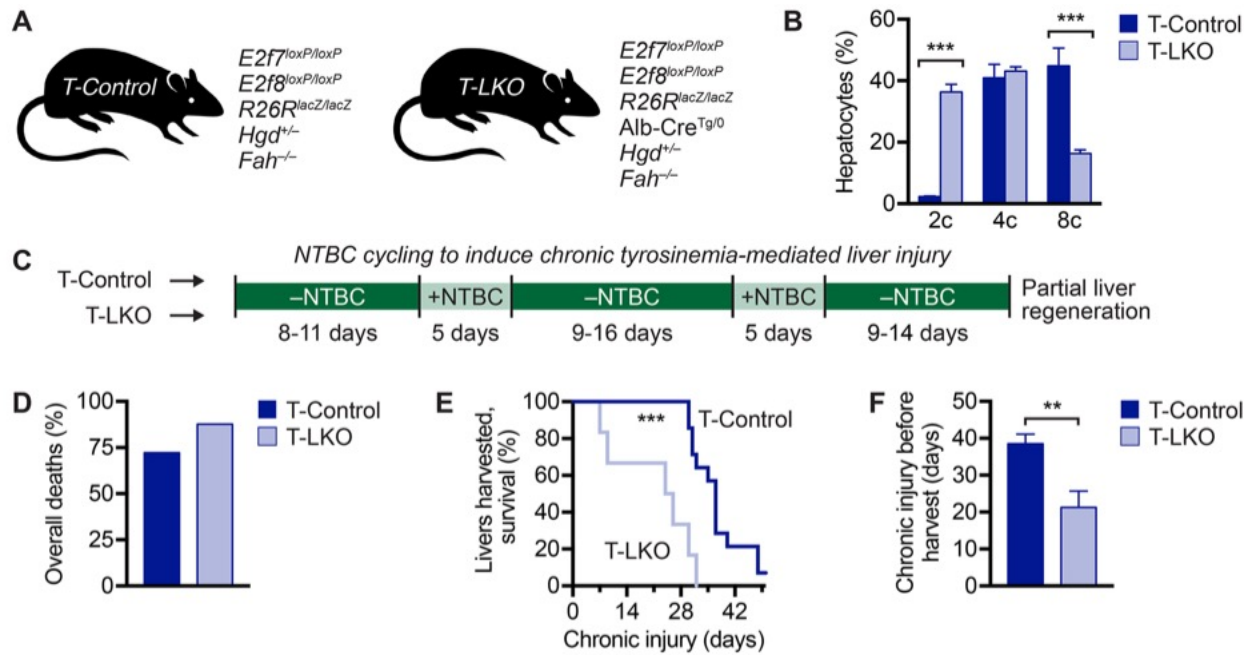 A
T-Control
E2f7loxP/loxP
E2f8loxP/loxP
R26RlacZ/lacZ
Hgd+/–
Fah–/–
T-LKO
E2f7loxP/loxP
E2f8loxP/loxP
R26RlacZ/lacZ
Alb-CreTg/0
Hgd+/–
Fah–/–
B
Hepatocytes (%)
60
40
20
0
***
***
2c 4c 8c
T-Control
T-LKO
C
NTBC cycling to induce chronic tyrosinemia-mediated liver injury
T-Control →
T-LKO →
–NTBC +NTBC –NTBC +NTBC –NTBC
8-11 days 5 days 9-16 days 5 days 9-14 days
Partial liver
regeneration
D
Overall deaths (%)
100
75
50
25
0
T-Control
T-LKO
E
Livers harvested,
survival (%)
100
80
60
40
20
0
***
T-Control
T-LKO
0 14 28 42
Chronic injury (days)
F
Chronic injury before
harvest (days)
50
40
30
20
10
0
**
T-Control
T-LKO